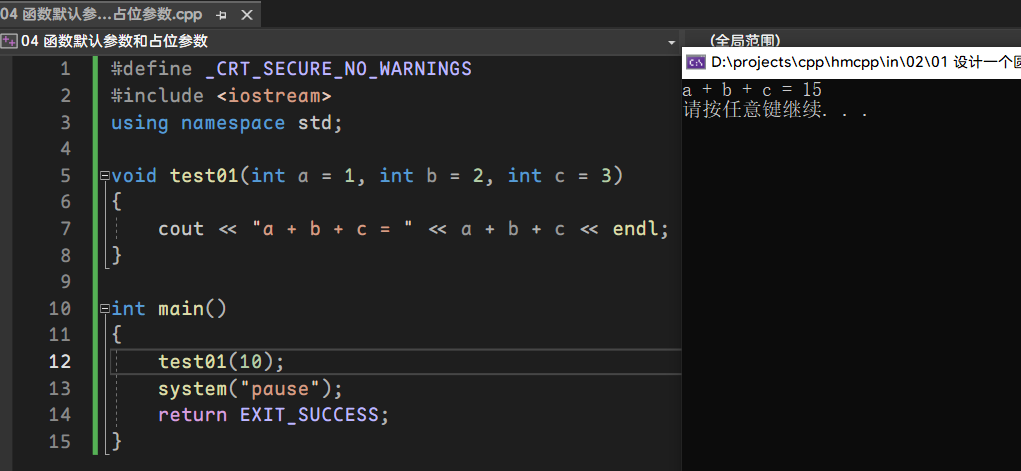 04 函数默认参...占位参数.cpp
04 函数默认参数和占位参数
(全局范围)
1 #define _CRT_SECURE_NO_WARNINGS
2 #include <iostream>
3 using namespace std;
4
5 void test01(int a = 1, int b = 2, int c = 3)
6 {
7 cout << "a + b + c = " << a + b + c << endl;
8 }
9
10 int main()
11 {
12 test01(10);
13 system("pause");
14 return EXIT_SUCCESS;
15 }
C:\ D:\projects\cpp\hmcpp\in\02\01 设计一个
a + b + c = 15
请按任意键继续. . .